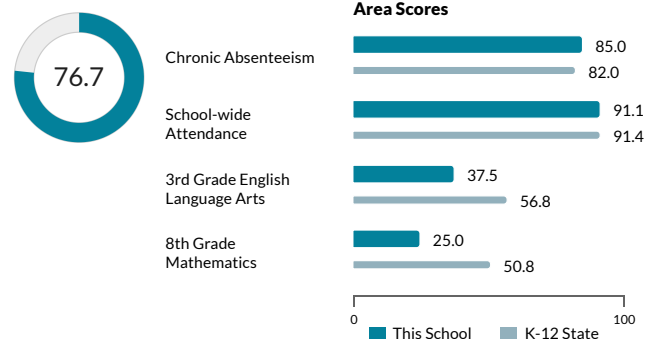 Area Scores
76.7
Chronic Absenteeism
85.0
82.0
School-wide
Attendance
91.1
91.4
3rd Grade English
Language Arts
37.5
56.8
8th Grade
Mathematics
25.0
50.8
0
100
This School
K-12 State